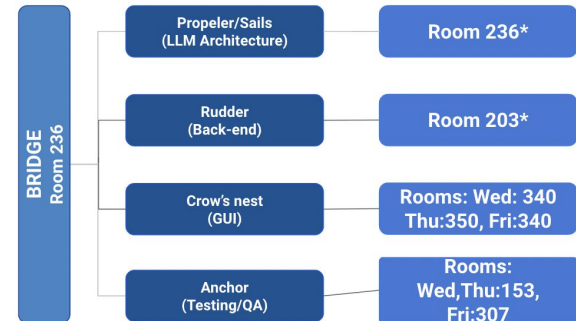 BRIDGE
Room 236
Propeler/Sails
(LLM Architecture)
Room 236*
Rudder
(Back-end)
Room 203*
Crow's nest
(GUI)
Rooms: Wed: 340
Thu:350, Fri:340
Anchor
(Testing/QA)
Rooms:
Wed,Thu:153,
Fri:307